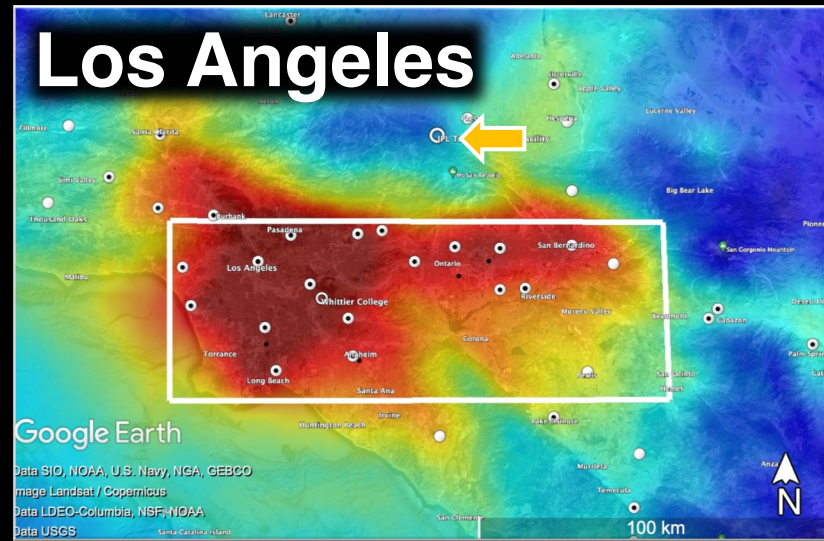 Lancaster
Los Angeles
Adelanto
Victorville
Apple Valley
Hesperia
Lucerne Valley
Fillmore
Santa Clarita
JPL T
cility
Simi Valley
Big Bear Lake
Thousand Oaks
Burbank
Pasadena
San Bernardino
San Gorgonio Mountain
Malibu
Los Angeles
Ontario
Whittier College
Riverside
Moreno Valley
Beaumont
Cabazon
Torrance
Anaheim
Corona
Long Beach
Santa Ana
Perris
San Jacinto
Hemet
Irvine
Huntington Beach
Lake Elsinore
Google Earth
Data SIO, NOAA, U.S. Navy, NGA, GEBCO
Image Landsat / Copernicus
Data LDEO-Columbia, NSF, NOAA
Data USGS
Murrieta
Anza
Temecula
Santa Catalina Island
San Clemente
100 km
N